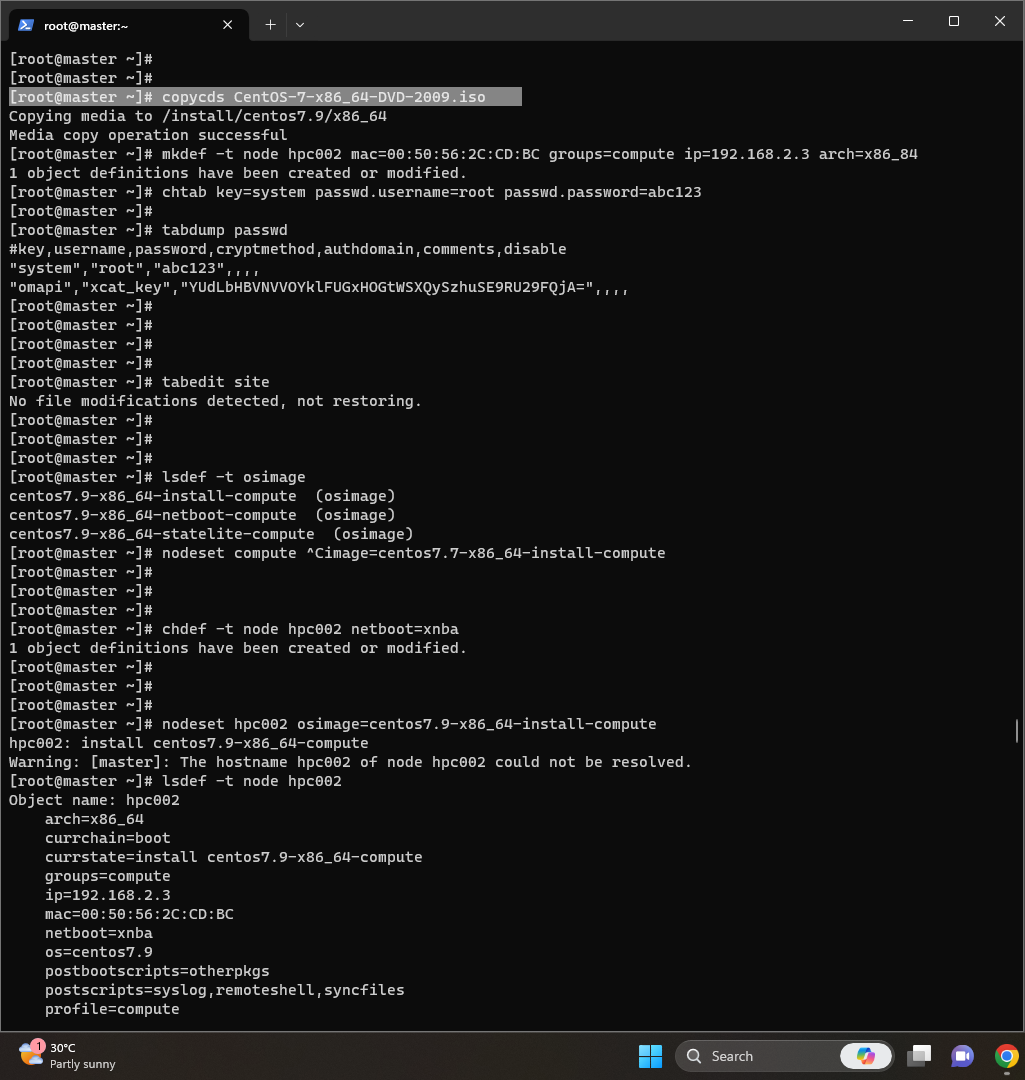 root@master:~
[root@master ~]#
[root@master ~]#
[root@master ~]# copycds CentOS-7-x86_64-DVD-2009.iso
Copying media to /install/centos7.9/x86_64
Media copy operation successful
[root@master ~]# mkdef -t node hpc002 mac=00:50:56:2C:CD:BC groups=compute ip=192.168.2.3 arch=x86_84
1 object definitions have been created or modified.
[root@master ~]# chtab key=system passwd.username=root passwd.password=abc123
[root@master ~]#
[root@master ~]# tabdump passwd
#key,username,password,cryptmethod,authdomain,comments,disable
"system","root","abc123",,,,
"omapi","xcat_key","YUdLbHBVNVVOYklFUGxHOGtWSXQySzhuSE9RU29FQjA=",,,,
[root@master ~]#
[root@master ~]#
[root@master ~]#
[root@master ~]#
[root@master ~]# tabedit site
No file modifications detected, not restoring.
[root@master ~]#
[root@master ~]#
[root@master ~]#
[root@master ~]# lsdef -t osimage
centos7.9-x86_64-install-compute  (osimage)
centos7.9-x86_64-netboot-compute  (osimage)
centos7.9-x86_64-statelite-compute  (osimage)
[root@master ~]# nodeset compute ^Cimage=centos7.7-x86_64-install-compute
[root@master ~]#
[root@master ~]#
[root@master ~]#
[root@master ~]# chdef -t node hpc002 netboot=xnba
1 object definitions have been created or modified.
[root@master ~]#
[root@master ~]#
[root@master ~]#
[root@master ~]# nodeset hpc002 osimage=centos7.9-x86_64-install-compute
hpc002: install centos7.9-x86_64-compute
Warning: [master]: The hostname hpc002 of node hpc002 could not be resolved.
[root@master ~]# lsdef -t node hpc002
Object name: hpc002
    arch=x86_64
    currchain=boot
    currstate=install centos7.9-x86_64-compute
    groups=compute
    ip=192.168.2.3
    mac=00:50:56:2C:CD:BC
    netboot=xnba
    os=centos7.9
    postbootscripts=otherpkgs
    postscripts=syslog,remoteshell,syncfiles
    profile=compute
1
30°C
Partly sunny
Search